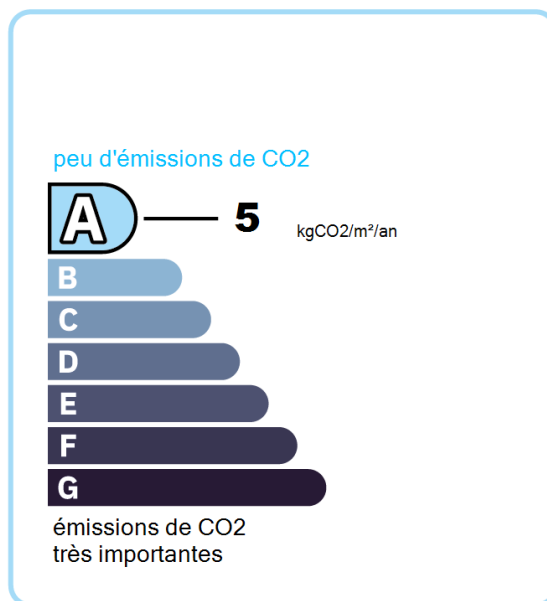 peu d'émissions de CO2
A 5 kgCO2/m²/an
B
C
D
E
F
G
émissions de CO2
très importantes